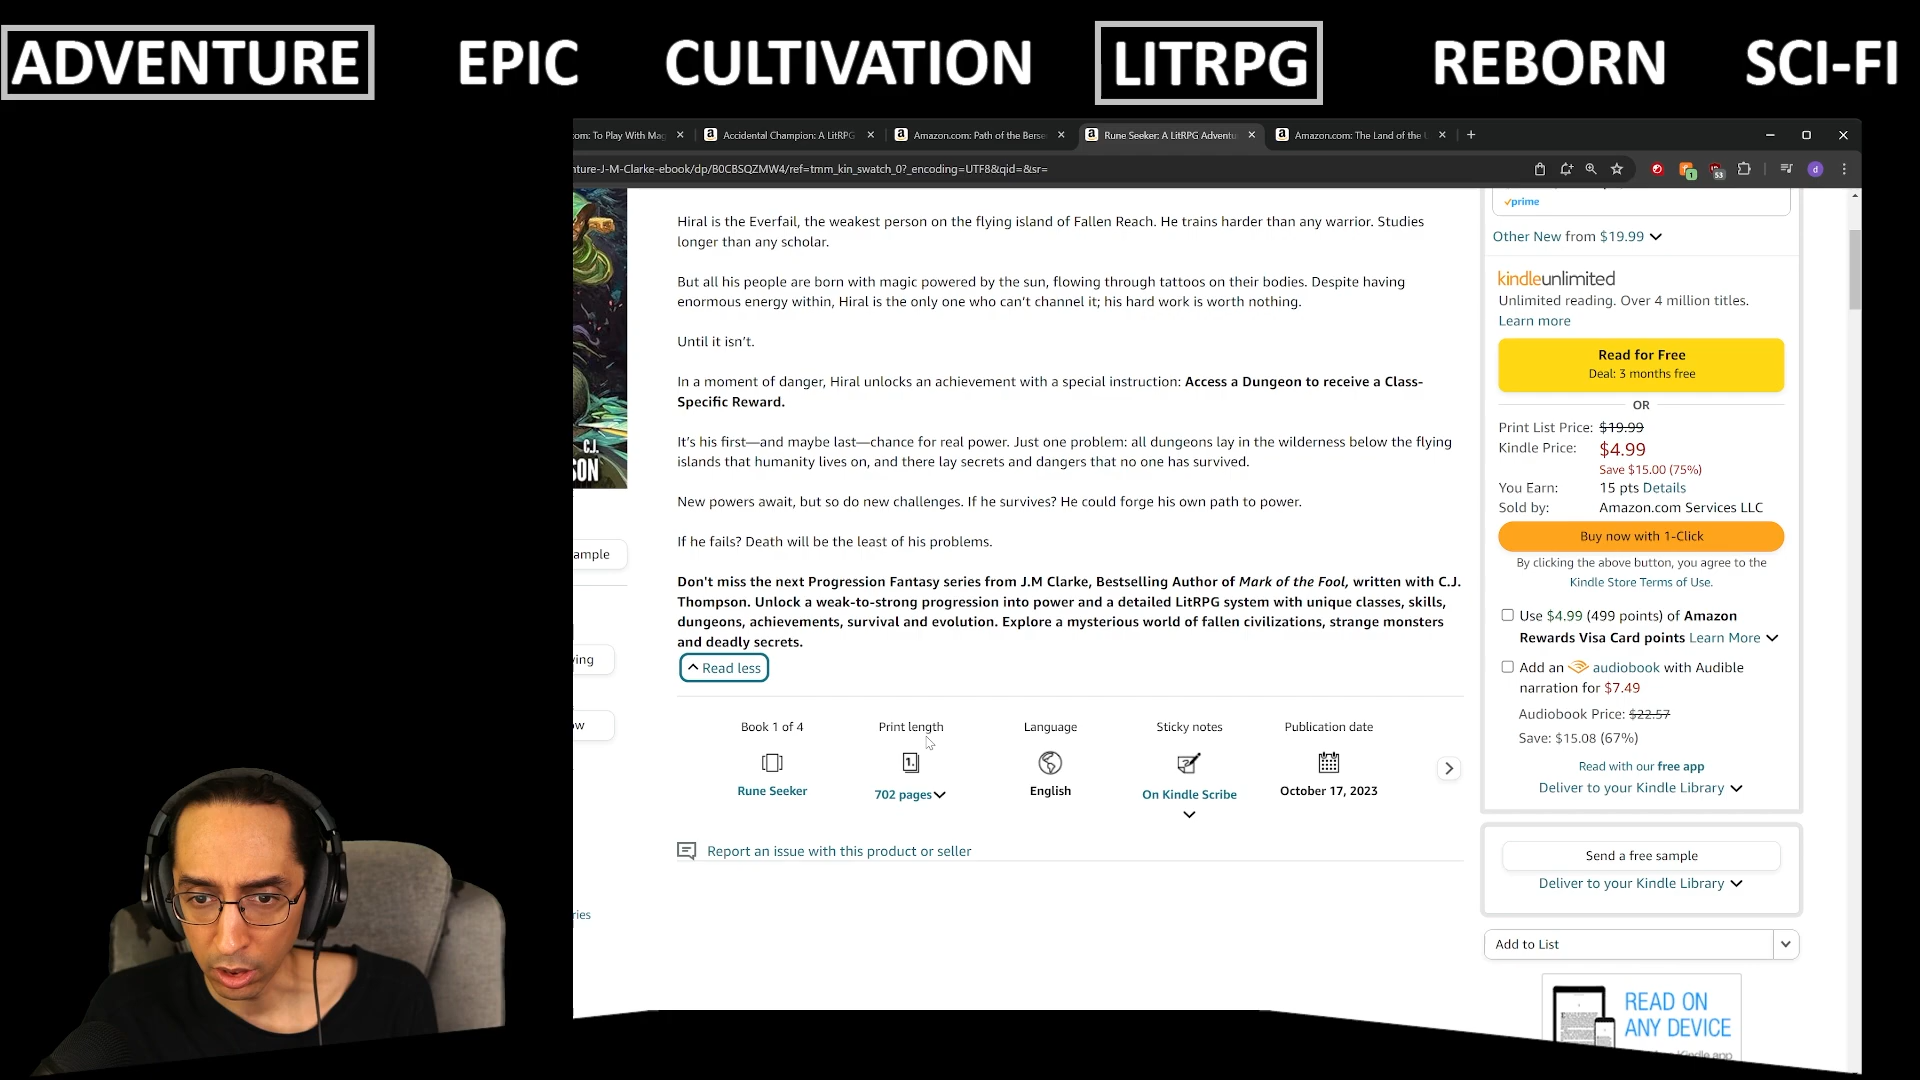 ADVENTURE EPIC CULTIVATION LITRPG REBORN SCI-FI
om: To Play With Mag
Accidental Champion: A LitRPG
Amazon.com: Path of the Berse
Rune Seeker: A LitRPG Adventu
Amazon.com: The Land of the
nture-J-M-Clarke-ebook/dp/B0CBSQZMW4/ref=tmm_kin_swatch_0?_encoding=UTF8&qid=&sr=
1
53
d
C.J.
SON
ample
ving
ow
ries
Hiral is the Everfail, the weakest person on the flying island of Fallen Reach. He trains harder than any warrior. Studies
longer than any scholar.
But all his people are born with magic powered by the sun, flowing through tattoos on their bodies. Despite having
enormous energy within, Hiral is the only one who can’t channel it; his hard work is worth nothing.
Until it isn’t.
In a moment of danger, Hiral unlocks an achievement with a special instruction: Access a Dungeon to receive a Class-
Specific Reward.
It’s his first—and maybe last—chance for real power. Just one problem: all dungeons lay in the wilderness below the flying
islands that humanity lives on, and there lay secrets and dangers that no one has survived.
New powers await, but so do new challenges. If he survives? He could forge his own path to power.
If he fails? Death will be the least of his problems.
Don't miss the next Progression Fantasy series from J.M Clarke, Bestselling Author of Mark of the Fool, written with C.J.
Thompson. Unlock a weak-to-strong progression into power and a detailed LitRPG system with unique classes, skills,
dungeons, achievements, survival and evolution. Explore a mysterious world of fallen civilizations, strange monsters
and deadly secrets.
Read less
Book 1 of 4
Rune Seeker
Print length
1.
702 pages
Language
English
Sticky notes
On Kindle Scribe
Publication date
October 17, 2023
Report an issue with this product or seller
prime
Other New from $19.99
kindleunlimited
Unlimited reading. Over 4 million titles.
Learn more
Read for Free
Deal: 3 months free
OR
Print List Price: $19.99
Kindle Price: $4.99
Save $15.00 (75%)
You Earn: 15 pts Details
Sold by: Amazon.com Services LLC
Buy now with 1-Click
By clicking the above button, you agree to the
Kindle Store Terms of Use.
Use $4.99 (499 points) of Amazon
Rewards Visa Card points Learn More
Add an audiobook with Audible
narration for $7.49
Audiobook Price: $22.57
Save: $15.08 (67%)
Read with our free app
Deliver to your Kindle Library
Send a free sample
Deliver to your Kindle Library
Add to List
READ ON
ANY DEVICE
Kindle app